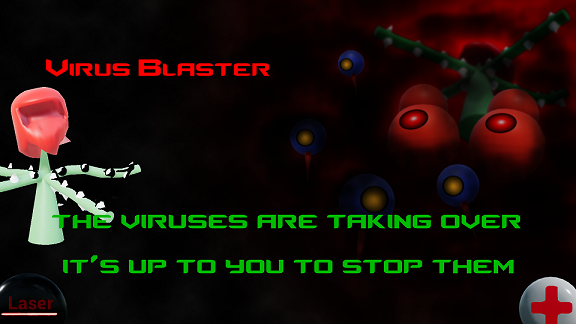 Virus Blaster
The viruses are taking over
It's up to you to stop them
Laser